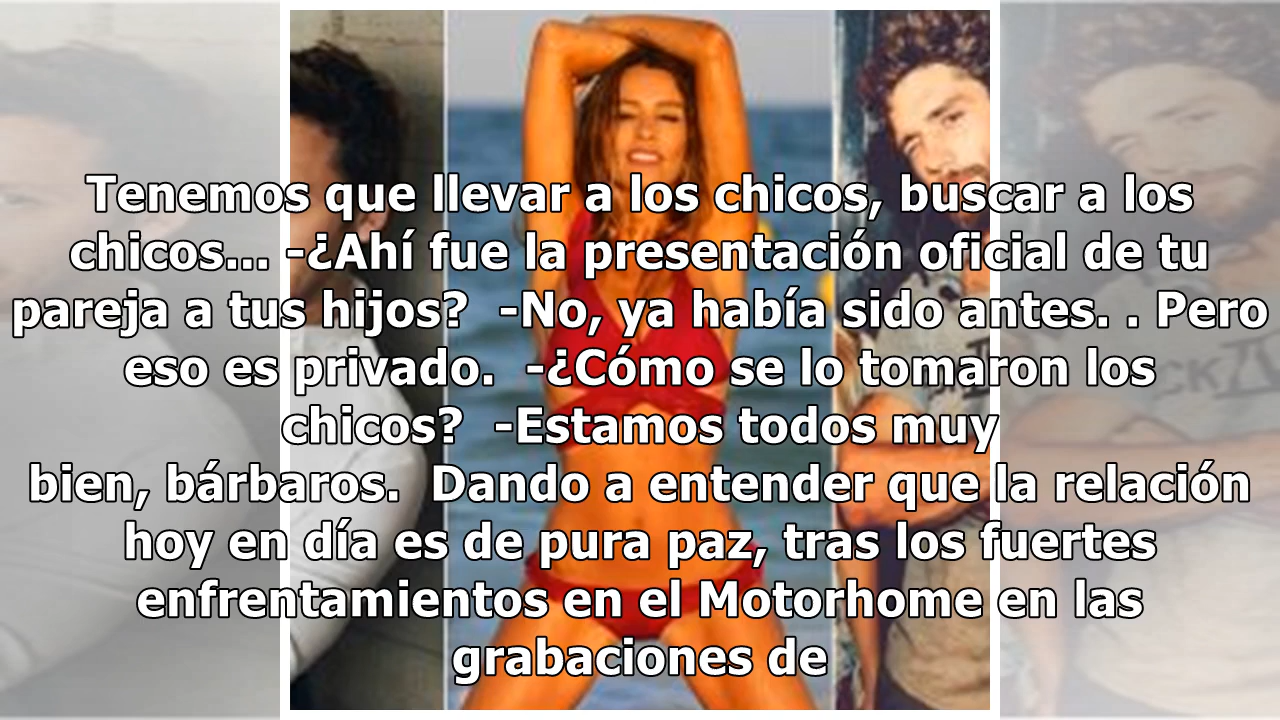 Tenemos que llevar a los chicos, buscar a los
chicos... -¿Ahí fue la presentación oficial de tu
pareja a tus hijos?  -No, ya había sido antes. . Pero
eso es privado.  -¿Cómo se lo tomaron los
chicos?  -Estamos todos muy
bien, bárbaros.  Dando a entender que la relación
hoy en día es de pura paz, tras los fuertes
enfrentamientos en el Motorhome en las
grabaciones de